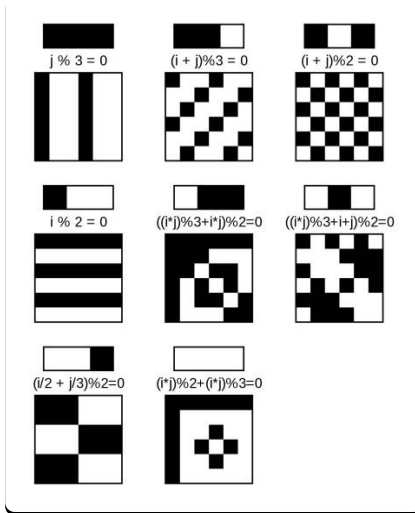 j % 3 = 0
(i + j)%3 = 0
(i + j)%2 = 0
i % 2 = 0
((i*j)%3+i*j)%2=0
((i*j)%3+i+j)%2=0
(i/2 + j/3)%2=0
(i*j)%2+(i*j)%3=0